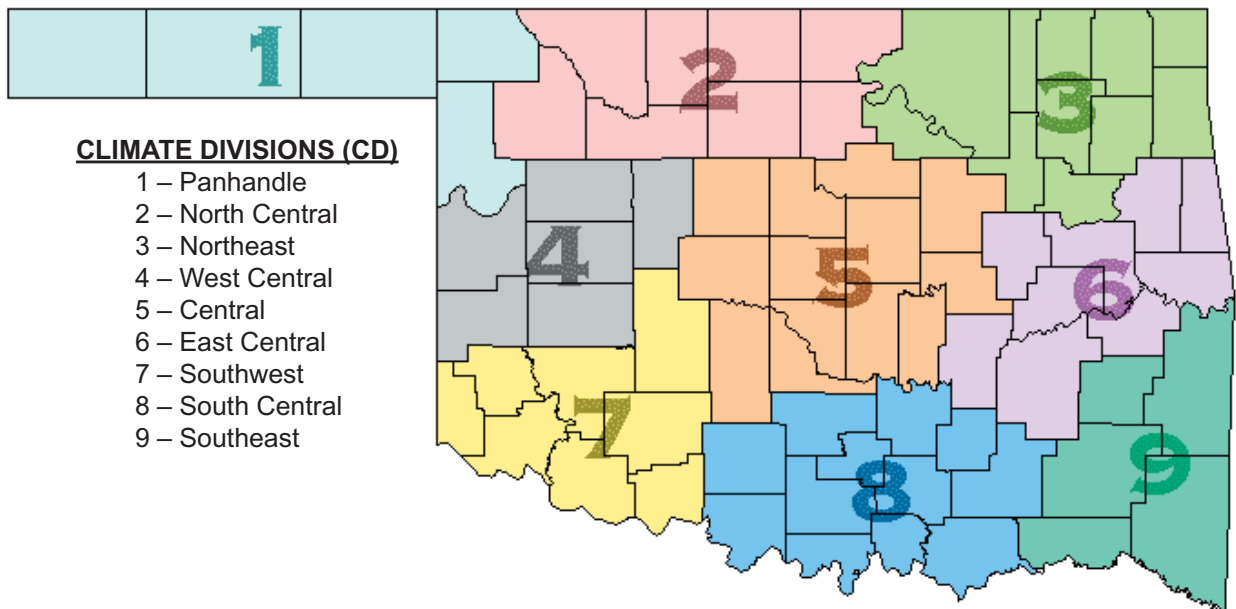 1
2
3
CLIMATE DIVISIONS (CD)
1 – Panhandle
2 – North Central
3 – Northeast
4 – West Central
5 – Central
6 – East Central
7 – Southwest
8 – South Central
9 – Southeast
4
5
6
7
8
9